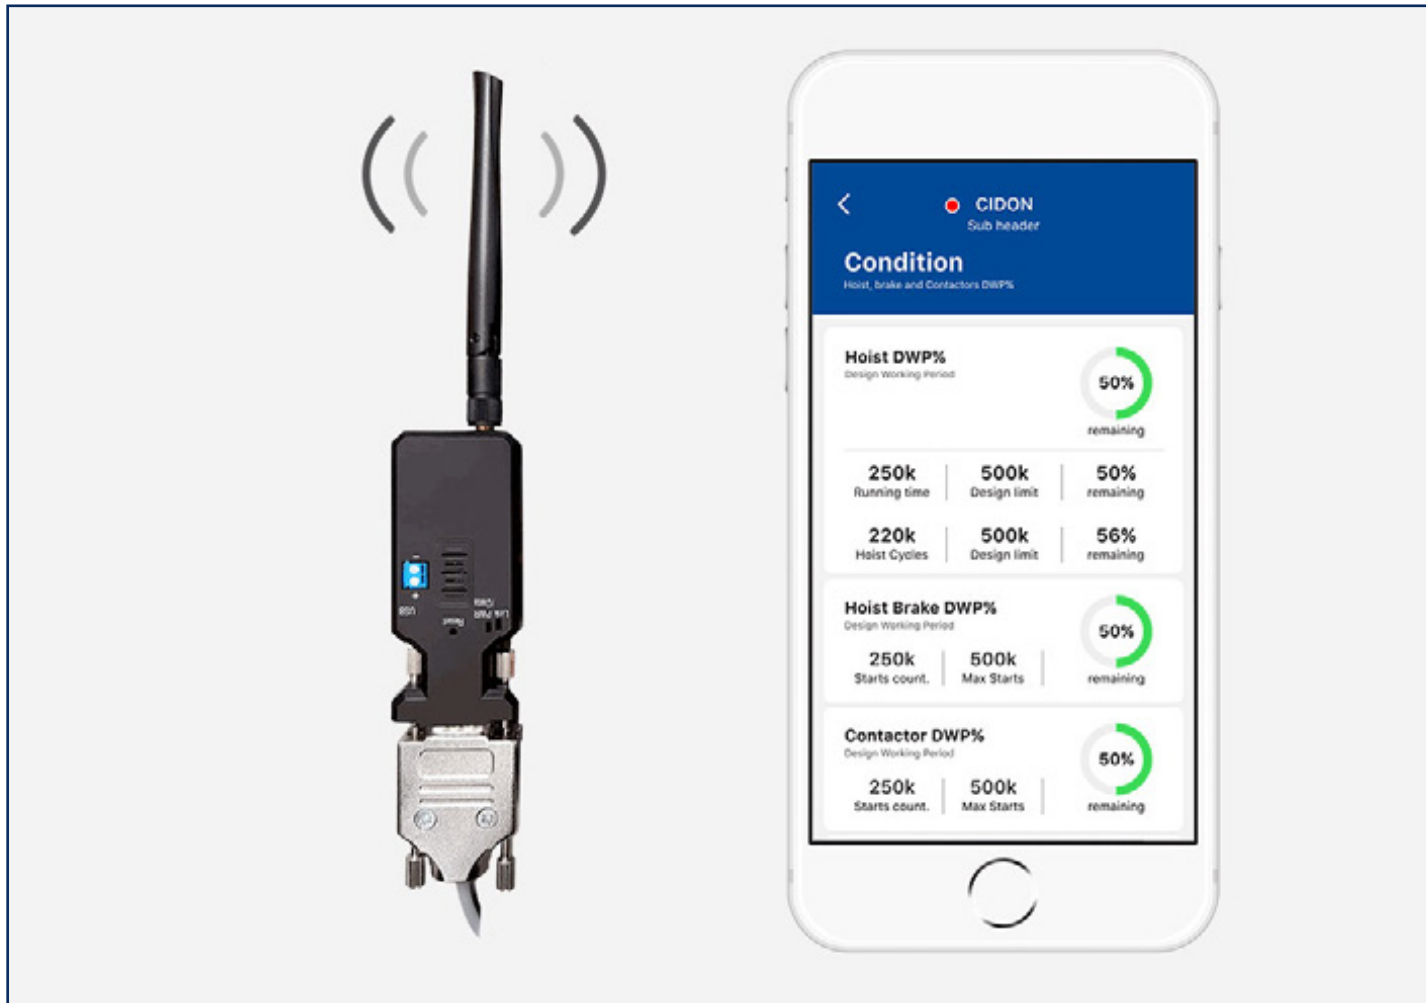 CIDON
Sub header
Condition
Hoist, brake and Contactors DWP%
Hoist DWP%
Design Working Period
50%
remaining
250k 500k 50%
Running time Design limit remaining
220k 500k 56%
Hoist Cycles Design limit remaining
Hoist Brake DWP%
Design Working Period
50%
250k 500k
Starts count. Max Starts remaining
Contactor DWP%
Design Working Period
50%
250k 500k
Starts count. Max Starts remaining
- +
USB
Reset
Link PWR
/Data